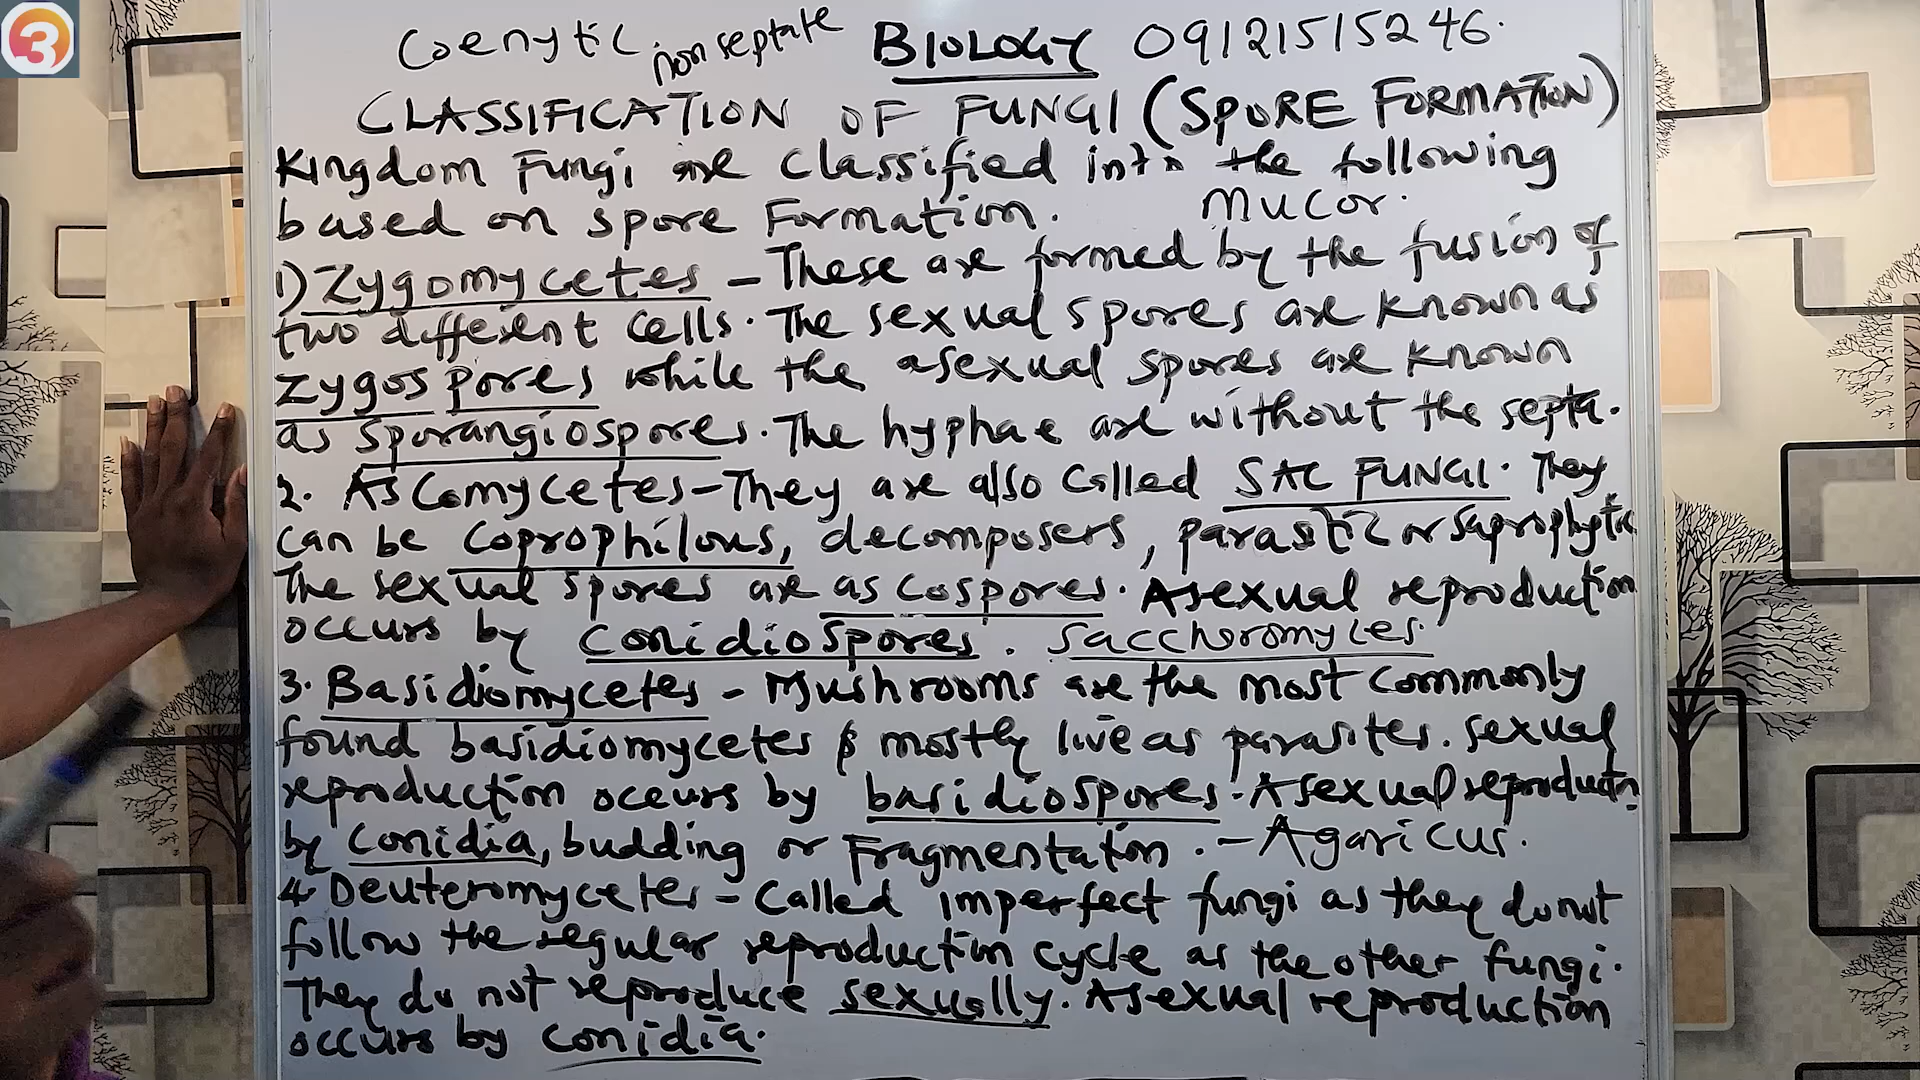 3
Coenytic non septate BIOLOGY 09121515246.
CLASSIFICATION OF FUNGI (SPORE FORMATION)
Kingdom Fungi are classified into the following
based on spore Formation. Mucor.
1) Zygomycetes - These are formed by the fusion of
two different cells. The sexual spores are known as
zygospores while the asexual spores are known
as sporangiospores. The hyphae are without the septa.
2. Ascomycetes - They are also called SAC FUNGI. They
can be coprophilous, decomposers, parastic or saprophytic
The sexual spores are ascospores. Asexual reproduction
occurs by conidiospores. Saccharomyces.
3. Basidiomycetes - Mushrooms are the most commonly
found basidiomycetes & mostly live as parasites. Sexual
reproduction occurs by basidiospores. Asexual reproductn
by conidia, budding or Fragmentation. - Agaricus.
4 Deuteromycetes - Called imperfect fungi as they do not
follow the regular reproduction cycle as the other fungi.
They do not reproduce sexually. Asexual reproduction
occurs by conidia.